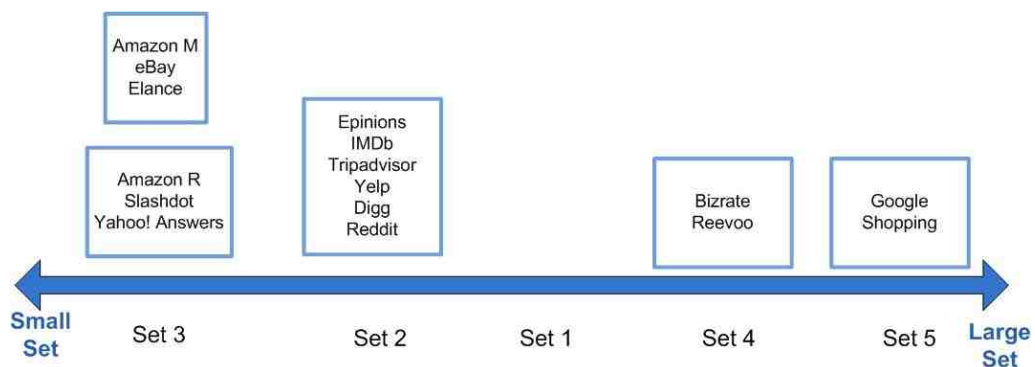 Amazon M
eBay
Elance
Amazon R
Slashdot
Yahoo! Answers
Epinions
IMDb
Tripadvisor
Yelp
Digg
Reddit
Bizrate
Reevoo
Google
Shopping
Small
Set
Set 3
Set 2
Set 1
Set 4
Set 5
Large
Set